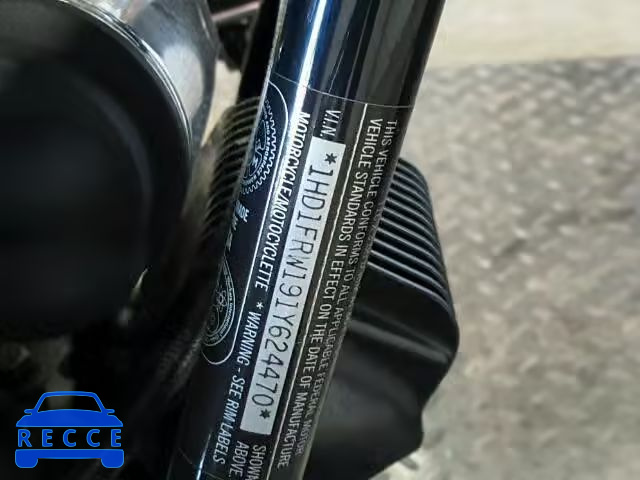 THIS VEHICLE CONFORMS TO ALL APPLICABLE FEDERAL MOTOR
VEHICLE STANDARDS IN EFFECT ON THE DATE OF MANUFACTURE
SHOWN
ABOVE.
V.I.N.
*1HD1FRW191Y624470*
MOTORCYCLE/MOTOCYCLETTE * WARNING - SEE RIM LABELS
RECCE